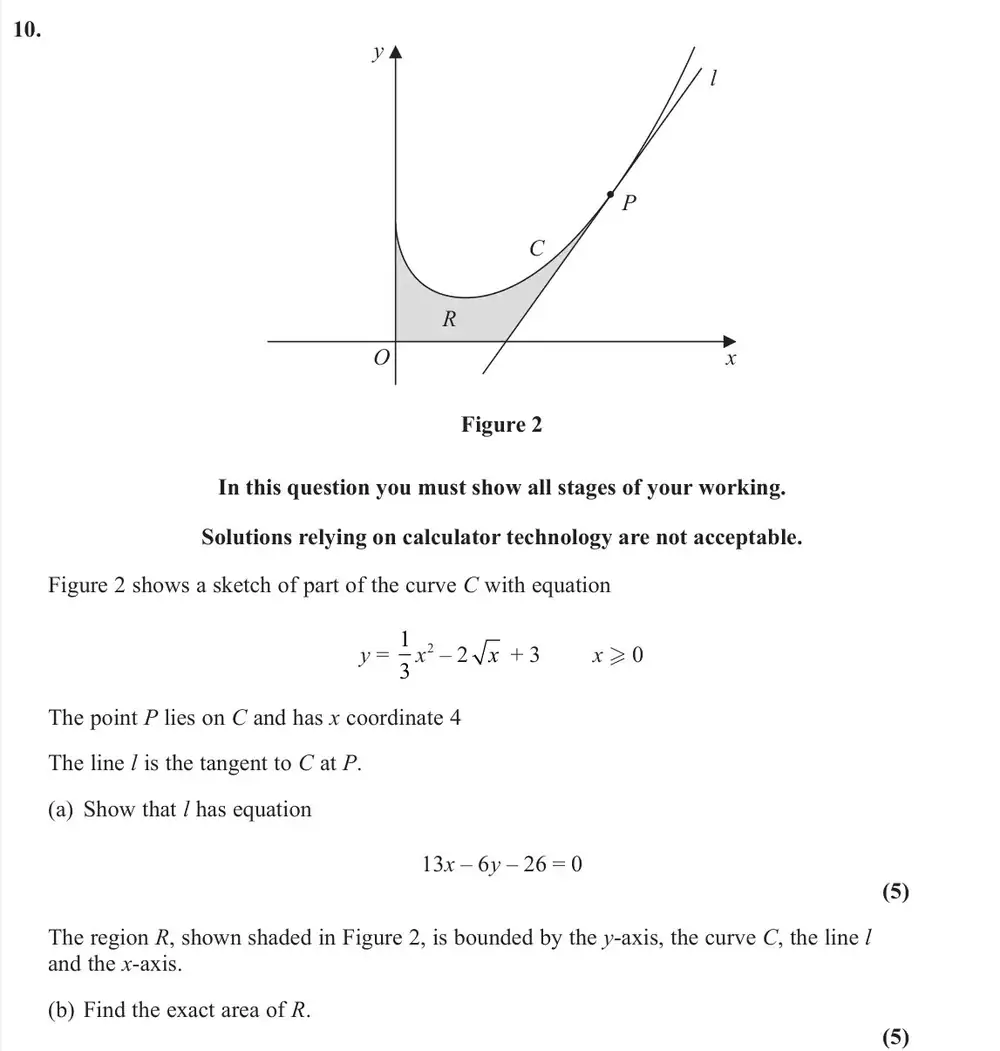 10.
y
l
P
C
R
O
x
Figure 2
In this question you must show all stages of your working.
Solutions relying on calculator technology are not acceptable.
Figure 2 shows a sketch of part of the curve C with equation
y = 1/3 x² – 2√x + 3 x ⩾ 0
The point P lies on C and has x coordinate 4
The line l is the tangent to C at P.
(a) Show that l has equation
13x – 6y – 26 = 0
(5)
The region R, shown shaded in Figure 2, is bounded by the y-axis, the curve C, the line l
and the x-axis.
(b) Find the exact area of R.
(5)